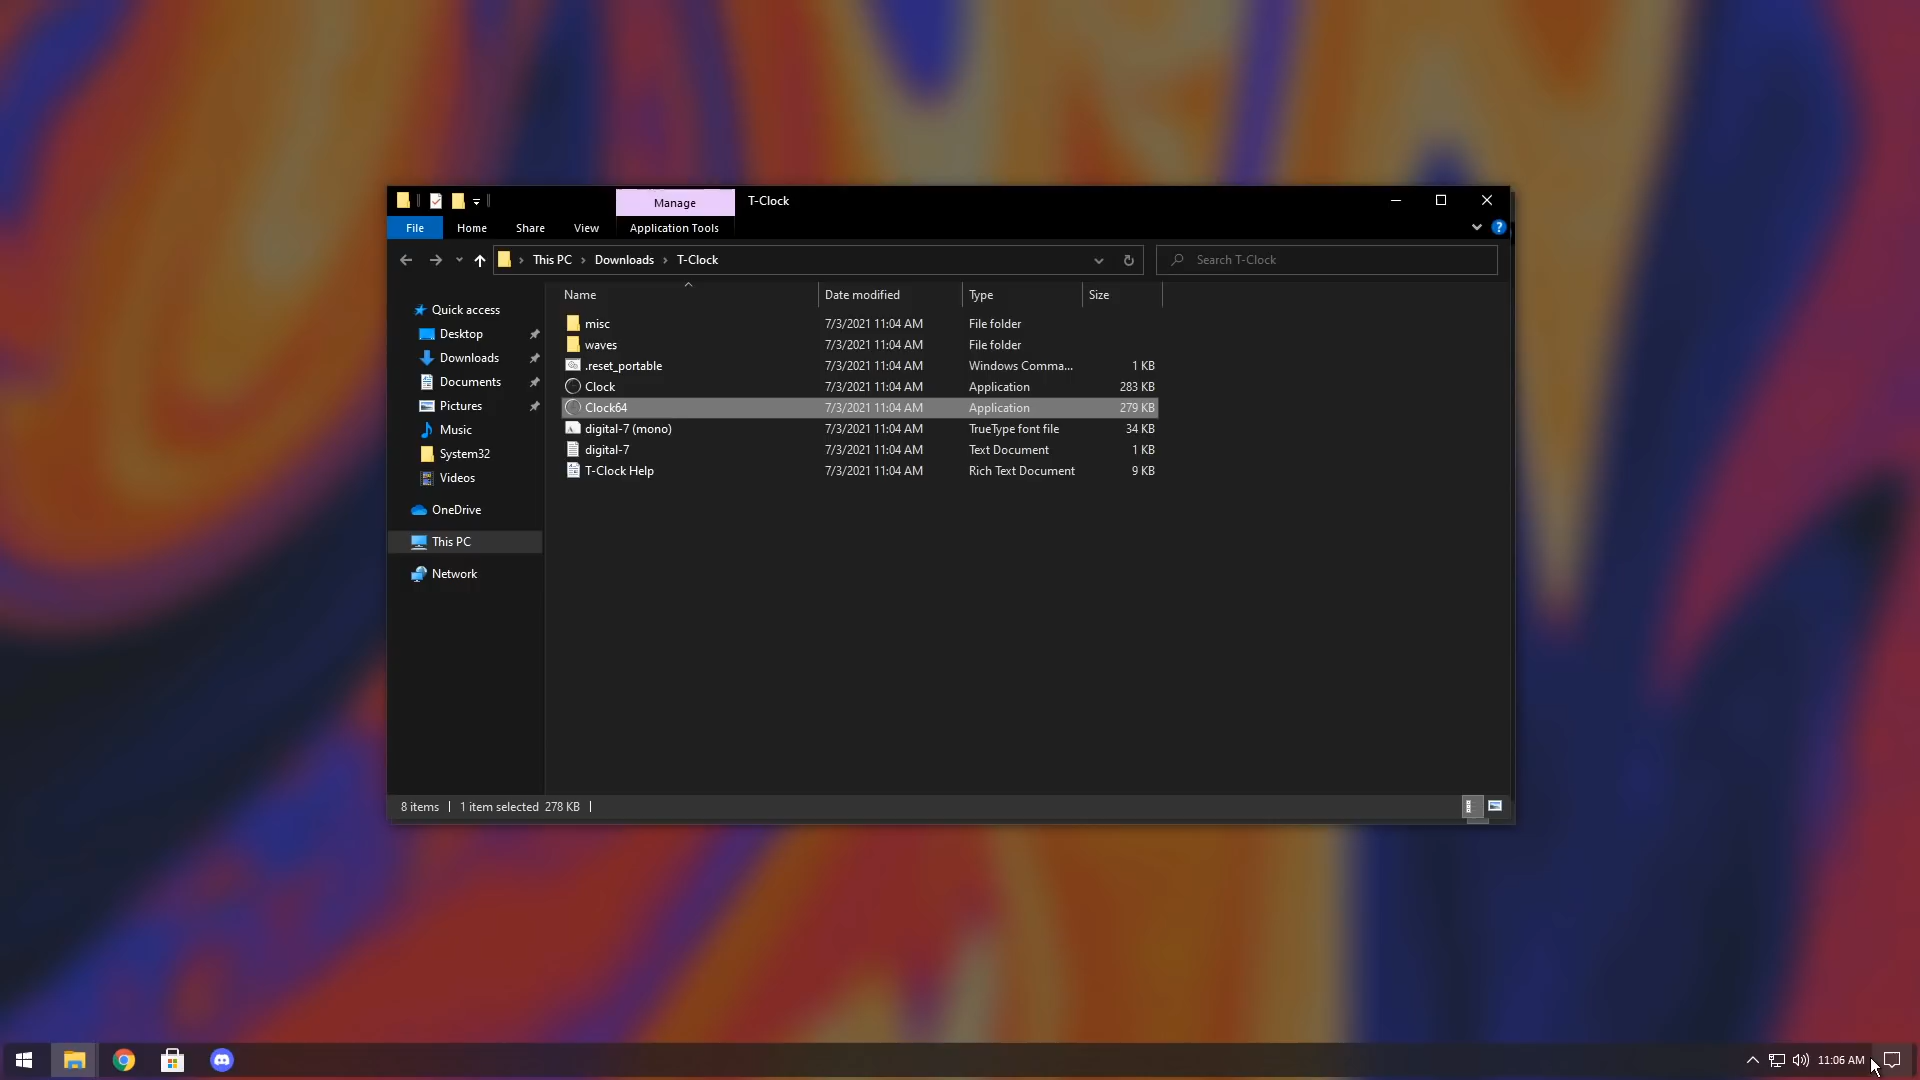 Manage
T-Clock
File
Home
Share
View
Application Tools
This PC
Downloads
T-Clock
Search T-Clock
Name
Date modified
Type
Size
Quick access
Desktop
Downloads
Documents
Pictures
Music
System32
Videos
OneDrive
This PC
Network
misc 7/3/2021 11:04 AM File folder
waves 7/3/2021 11:04 AM File folder
.reset_portable 7/3/2021 11:04 AM Windows Comma... 1 KB
Clock 7/3/2021 11:04 AM Application 283 KB
Clock64 7/3/2021 11:04 AM Application 279 KB
digital-7 (mono) 7/3/2021 11:04 AM TrueType font file 34 KB
digital-7 7/3/2021 11:04 AM Text Document 1 KB
T-Clock Help 7/3/2021 11:04 AM Rich Text Document 9 KB
8 items
1 item selected 278 KB
11:06 AM